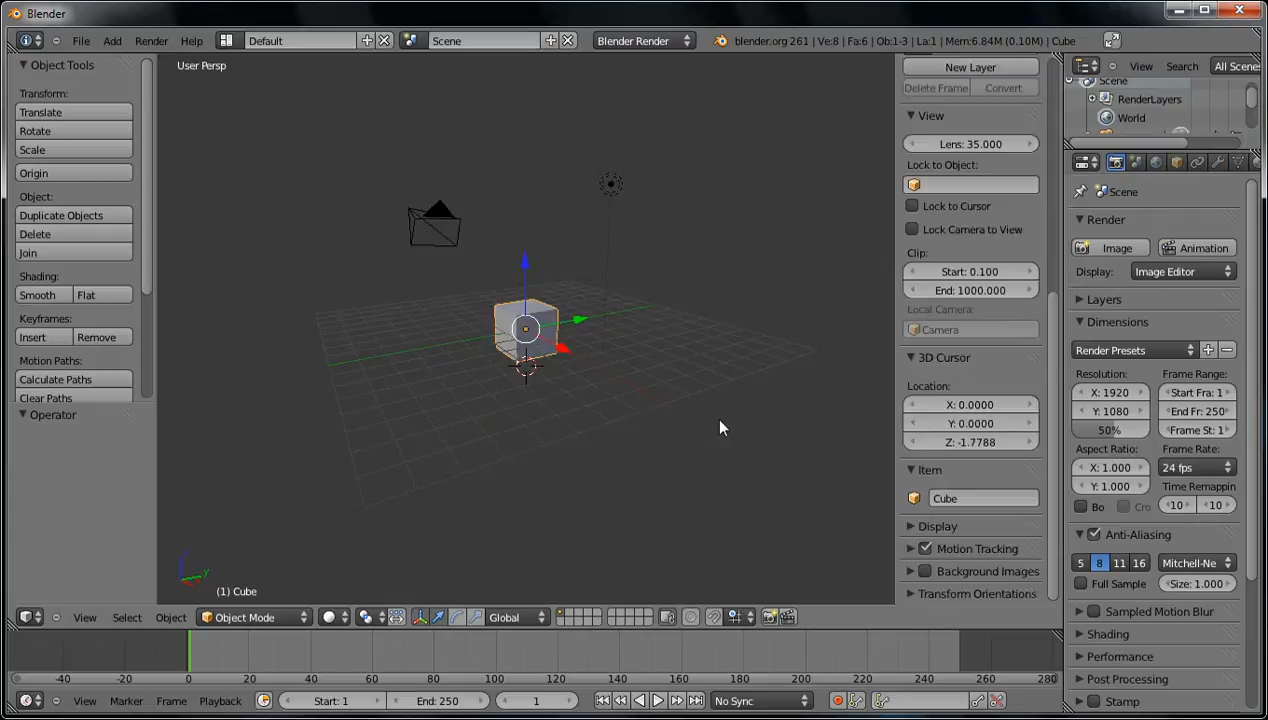 Blender
File Add Render Help Default Scene Blender Render blender.org 261 | Ve:8 | Fa:6 | Ob:1-3 | La:1 | Mem:6.84M (0.10M) | Cube
Object Tools
Transform:
Translate
Rotate
Scale
Origin
Object:
Duplicate Objects
Delete
Join
Shading:
Smooth Flat
Keyframes:
Insert Remove
Motion Paths:
Calculate Paths
Clear Paths
Operator
User Persp
y
(1) Cube
New Layer
Delete Frame Convert
View
Lens: 35.000
Lock to Object:
Lock to Cursor
Lock Camera to View
Clip:
Start: 0.100
End: 1000.000
Local Camera:
Camera
3D Cursor
Location:
X: 0.0000
Y: 0.0000
Z: -1.7788
Item
Cube
Display
Motion Tracking
Background Images
Transform Orientations
View Search All Scene
Scene
RenderLayers
World
Scene
Render
Image Animation
Display: Image Editor
Layers
Dimensions
Render Presets
Resolution: Frame Range:
X: 1920 Start Fra: 1
Y: 1080 End Fr: 250
50% Frame St: 1
Aspect Ratio: Frame Rate:
X: 1.000 24 fps
Y: 1.000 Time Remappin
Bo Cro 10 10
Anti-Aliasing
5 8 11 16 Mitchell-Ne
Full Sample Size: 1.000
Sampled Motion Blur
Shading
Performance
Post Processing
Stamp
View Select Object Object Mode Global
-40 -20 0 20 40 60 80 100 120 140 160 180 200 220 240 260 280
View Marker Frame Playback Start: 1 End: 250 1 No Sync